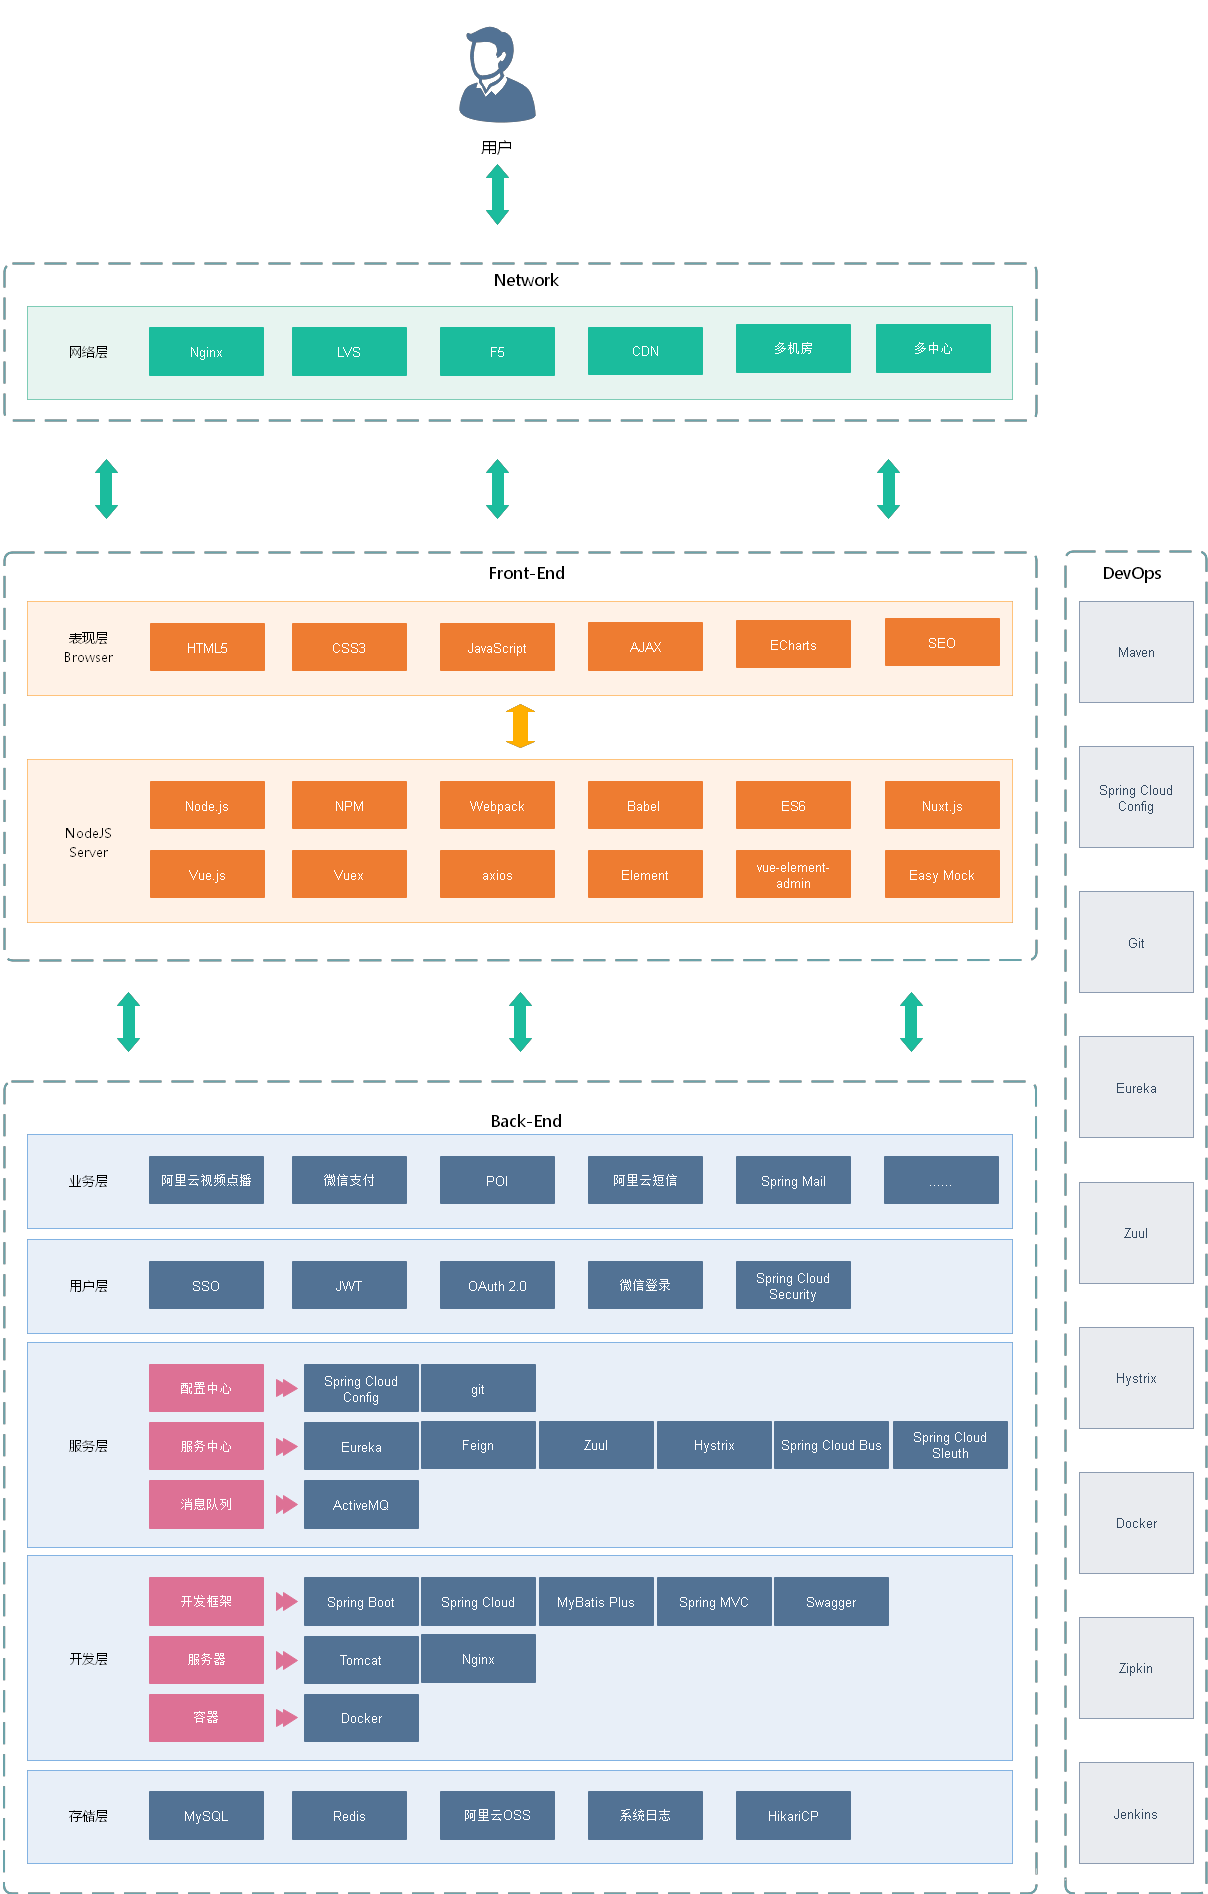 用户
Network
网络层
Nginx
LVS
F5
CDN
多机房
多中心
Front-End
表现层
Browser
HTML5
CSS3
JavaScript
AJAX
ECharts
SEO
NodeJS
Server
Node.js
NPM
Webpack
Babel
ES6
Nuxt.js
Vue.js
Vuex
axios
Element
vue-element-
admin
Easy Mock
Back-End
业务层
阿里云视频点播
微信支付
POI
阿里云短信
Spring Mail
......
用户层
SSO
JWT
OAuth 2.0
微信登录
Spring Cloud
Security
服务层
配置中心
Spring Cloud
Config
git
服务中心
Eureka
Feign
Zuul
Hystrix
Spring Cloud Bus
Spring Cloud
Sleuth
消息队列
ActiveMQ
开发层
开发框架
Spring Boot
Spring Cloud
MyBatis Plus
Spring MVC
Swagger
服务器
Tomcat
Nginx
容器
Docker
存储层
MySQL
Redis
阿里云OSS
系统日志
HikariCP
DevOps
Maven
Spring Cloud
Config
Git
Eureka
Zuul
Hystrix
Docker
Zipkin
Jenkins